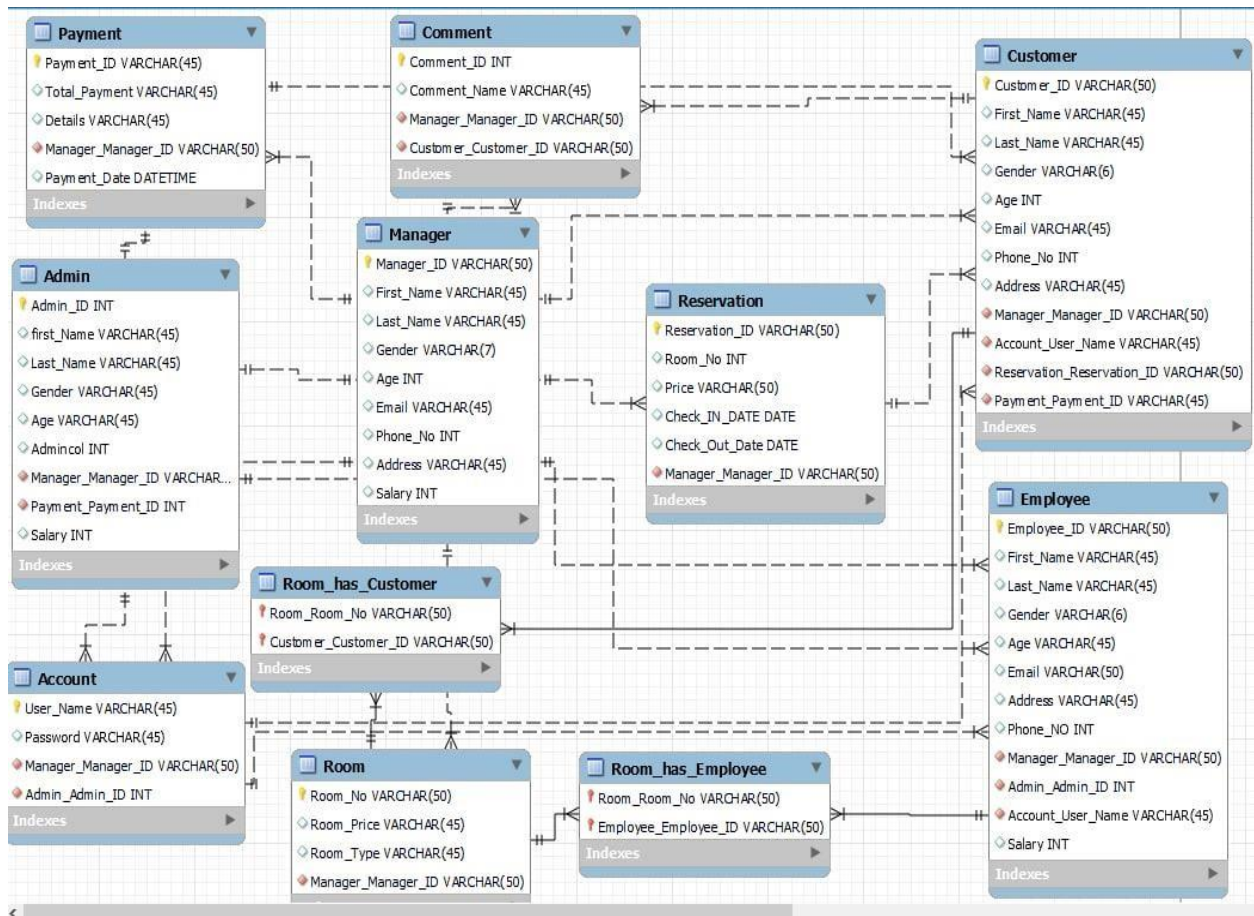 Payment
Payment_ID VARCHAR(45)
Total_Payment VARCHAR(45)
Details VARCHAR(45)
Manager_Manager_ID VARCHAR(50)
Payment_Date DATETIME
Indexes
Comment
Comment_ID INT
Comment_Name VARCHAR(45)
Manager_Manager_ID VARCHAR(50)
Customer_Customer_ID VARCHAR(50)
Indexes
Customer
Customer_ID VARCHAR(50)
First_Name VARCHAR(45)
Last_Name VARCHAR(45)
Gender VARCHAR(6)
Age INT
Email VARCHAR(45)
Phone_No INT
Address VARCHAR(45)
Manager_Manager_ID VARCHAR(50)
Account_User_Name VARCHAR(45)
Reservation_Reservation_ID VARCHAR(50)
Payment_Payment_ID VARCHAR(45)
Indexes
Admin
Admin_ID INT
first_Name VARCHAR(45)
Last_Name VARCHAR(45)
Gender VARCHAR(45)
Age VARCHAR(45)
Admincol INT
Manager_Manager_ID VARCHAR...
Payment_Payment_ID INT
Salary INT
Indexes
Manager
Manager_ID VARCHAR(50)
First_Name VARCHAR(45)
Last_Name VARCHAR(45)
Gender VARCHAR(7)
Age INT
Email VARCHAR(45)
Phone_No INT
Address VARCHAR(45)
Salary INT
Indexes
Reservation
Reservation_ID VARCHAR(50)
Room_No INT
Price VARCHAR(50)
Check_IN_DATE DATE
Check_Out_Date DATE
Manager_Manager_ID VARCHAR(50)
Indexes
Employee
Employee_ID VARCHAR(50)
First_Name VARCHAR(45)
Last_Name VARCHAR(45)
Gender VARCHAR(6)
Age VARCHAR(45)
Email VARCHAR(50)
Address VARCHAR(45)
Phone_NO INT
Manager_Manager_ID VARCHAR(50)
Admin_Admin_ID INT
Account_User_Name VARCHAR(45)
Salary INT
Indexes
Room_has_Customer
Room_Room_No VARCHAR(50)
Customer_Customer_ID VARCHAR(50)
Indexes
Account
User_Name VARCHAR(45)
Password VARCHAR(45)
Manager_Manager_ID VARCHAR(50)
Admin_Admin_ID INT
Indexes
Room
Room_No VARCHAR(50)
Room_Price VARCHAR(45)
Room_Type VARCHAR(45)
Manager_Manager_ID VARCHAR(50)
Room_has_Employee
Room_Room_No VARCHAR(50)
Employee_Employee_ID VARCHAR(50)
Indexes